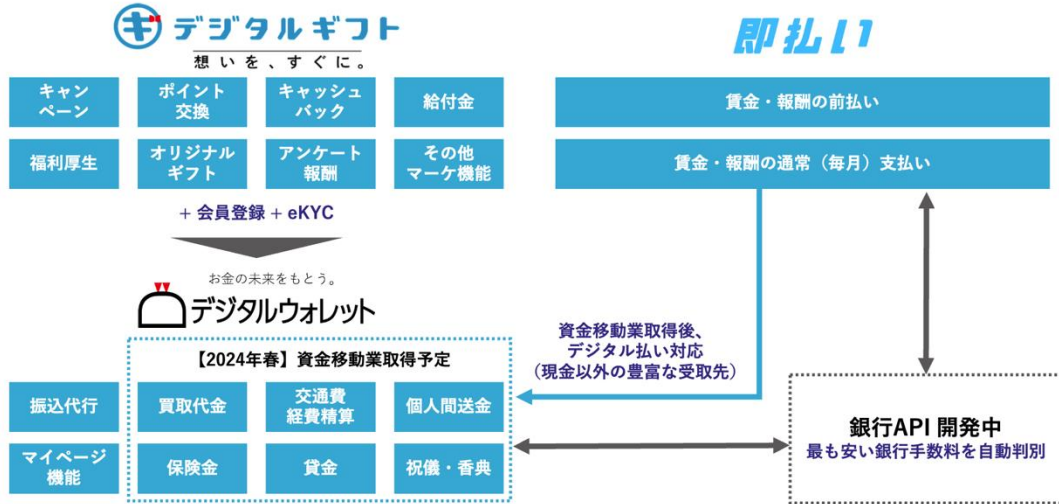 デジタルギフト
想いを、すぐに。
キャン
ペーン
ポイント
交換
キャッシュ
バック
給付金
福利厚生
オリジナル
ギフト
アンケート
報酬
その他
マーケ機能
+ 会員登録 + eKYC
お金の未来をもとう。
デジタルウォレット
【2024年春】資金移動業取得予定
振込代行
買取代金
交通費
経費精算
個人間送金
マイページ
機能
保険金
貸金
祝儀・香典
即払い
賃金・報酬の前払い
賃金・報酬の通常（毎月）支払い
資金移動業取得後、
デジタル払い対応
（現金以外の豊富な受取先）
銀行API 開発中
最も安い銀行手数料を自動判別